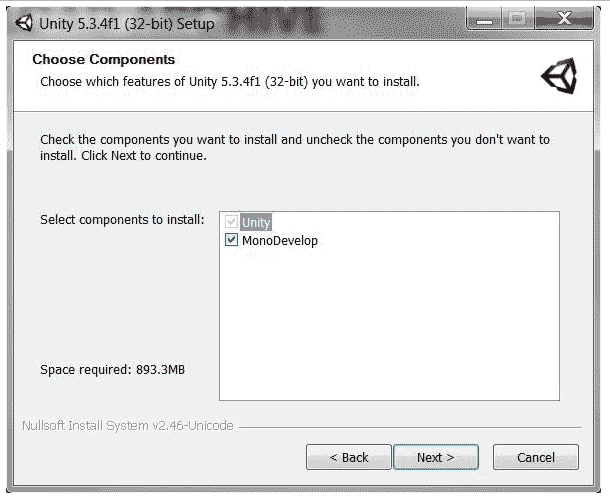 Unity 5.3.4f1 (32-bit) Setup
Choose Components
Choose which features of Unity 5.3.4f1 (32-bit) you want to install.
Check the components you want to install and uncheck the components you don't want to
install. Click Next to continue.
Select components to install:
Unity
MonoDevelop
Space required: 893.3MB
Nullsoft Install System v2.46-Unicode
< Back
Next >
Cancel